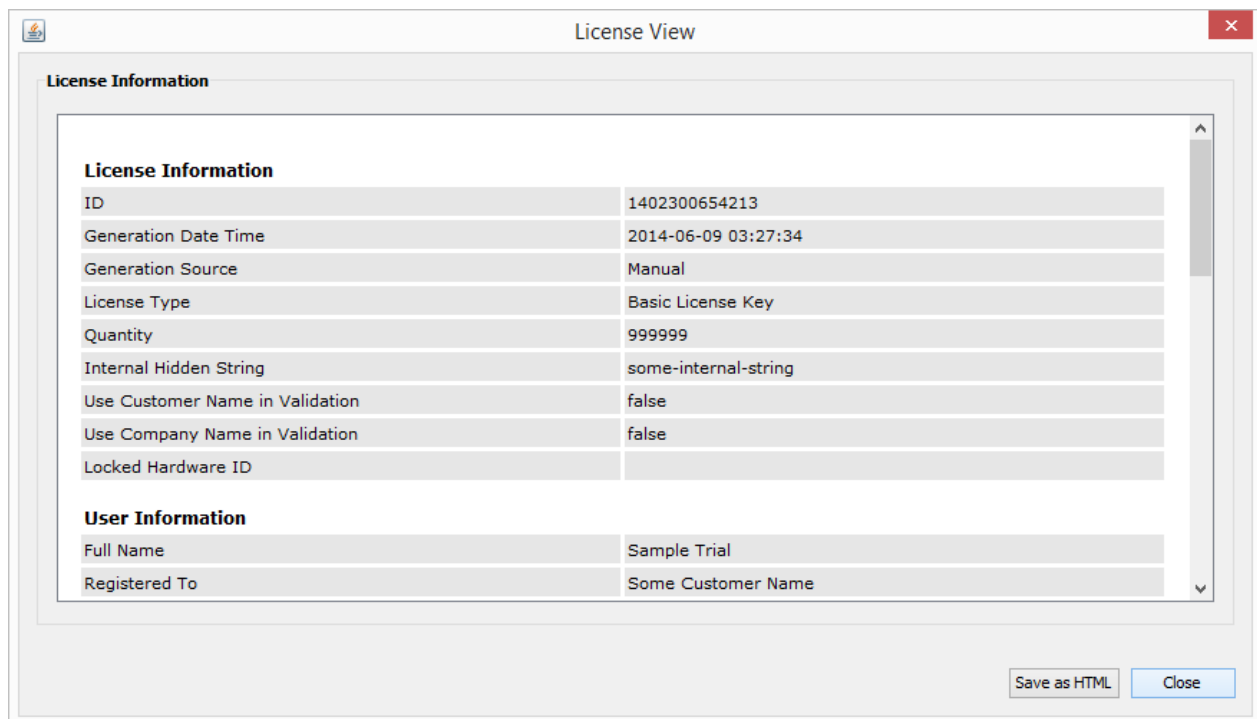 License View
License Information
License Information
ID 1402300654213
Generation Date Time 2014-06-09 03:27:34
Generation Source Manual
License Type Basic License Key
Quantity 999999
Internal Hidden String some-internal-string
Use Customer Name in Validation false
Use Company Name in Validation false
Locked Hardware ID
User Information
Full Name Sample Trial
Registered To Some Customer Name
Save as HTML Close